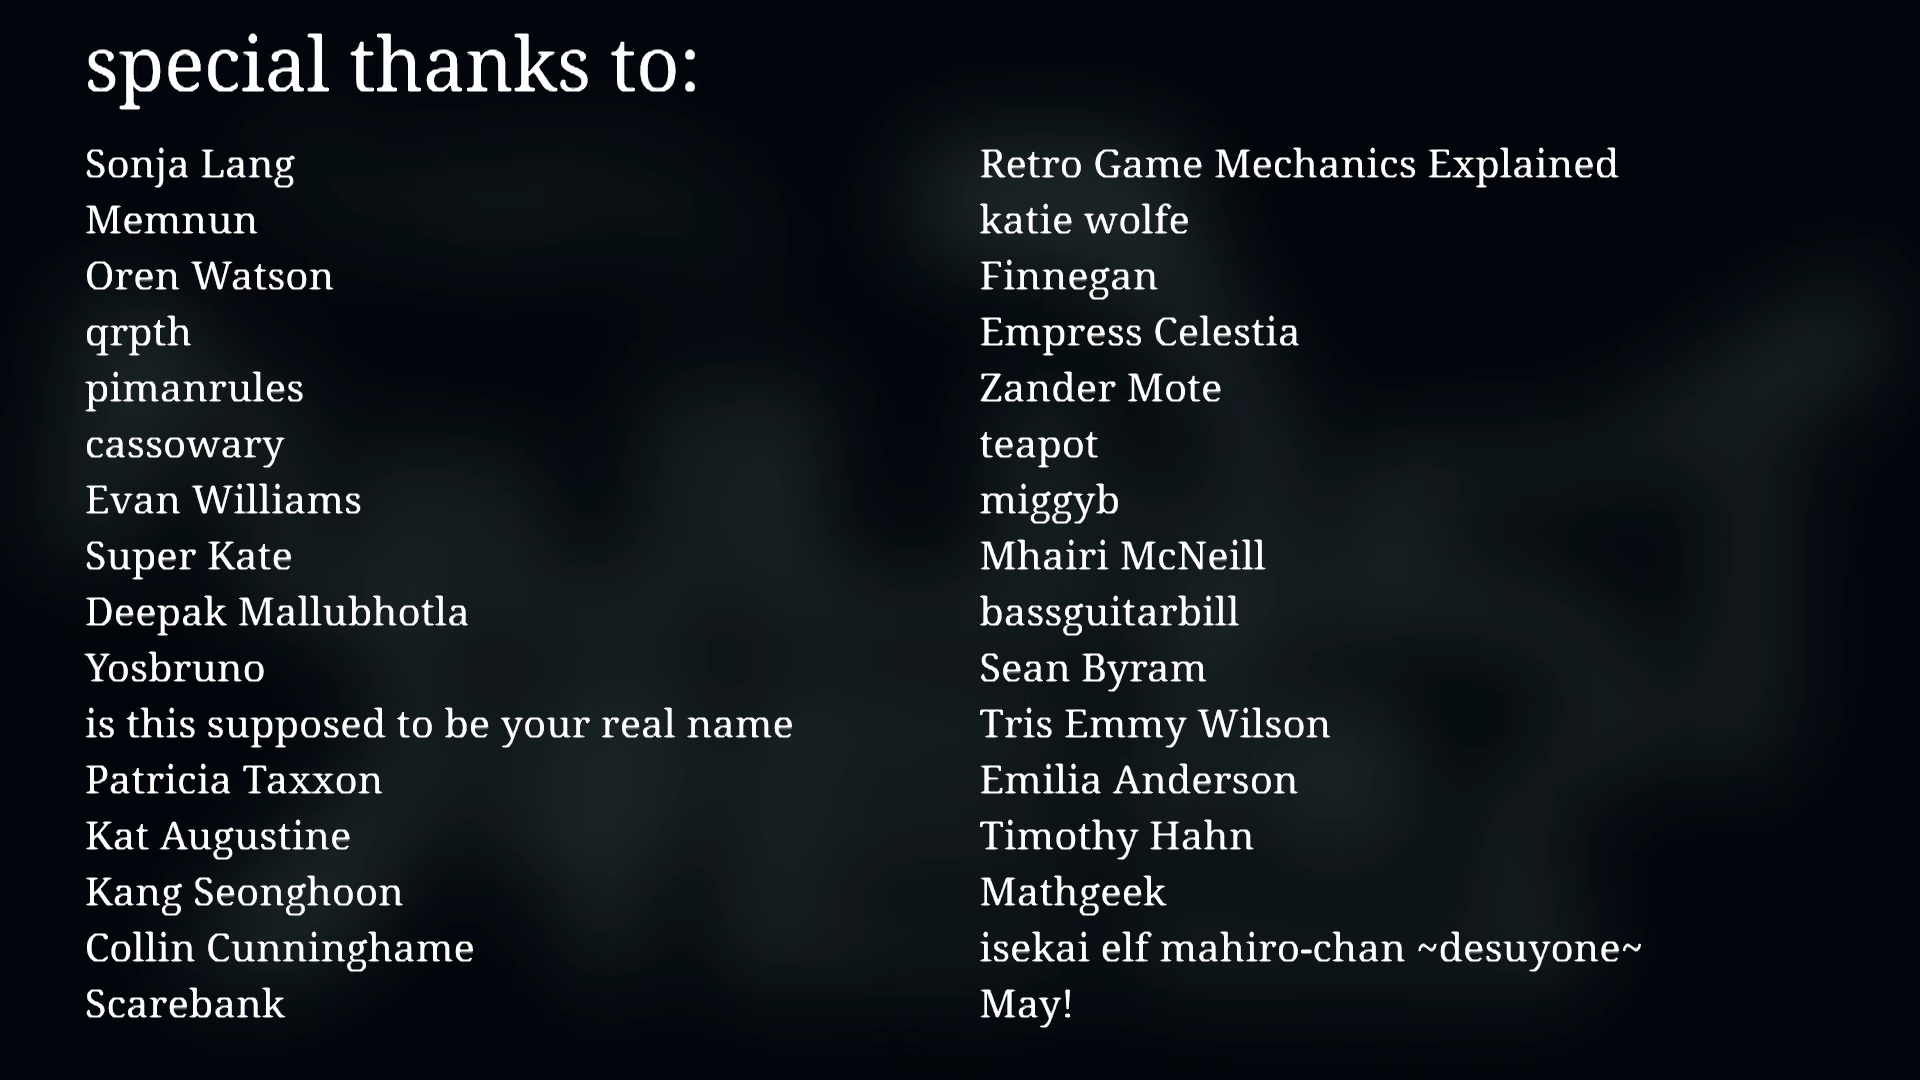 special thanks to:
Sonja Lang
Memnun
Oren Watson
qrpth
pimanrules
cassowary
Evan Williams
Super Kate
Deepak Mallubhotla
Yosbruno
is this supposed to be your real name
Patricia Taxxon
Kat Augustine
Kang Seonghoon
Collin Cunninghame
Scarebank
Retro Game Mechanics Explained
katie wolfe
Finnegan
Empress Celestia
Zander Mote
teapot
miggyb
Mhairi McNeill
bassguitarbill
Sean Byram
Tris Emmy Wilson
Emilia Anderson
Timothy Hahn
Mathgeek
isekai elf mahiro-chan ~desuyone~
May!